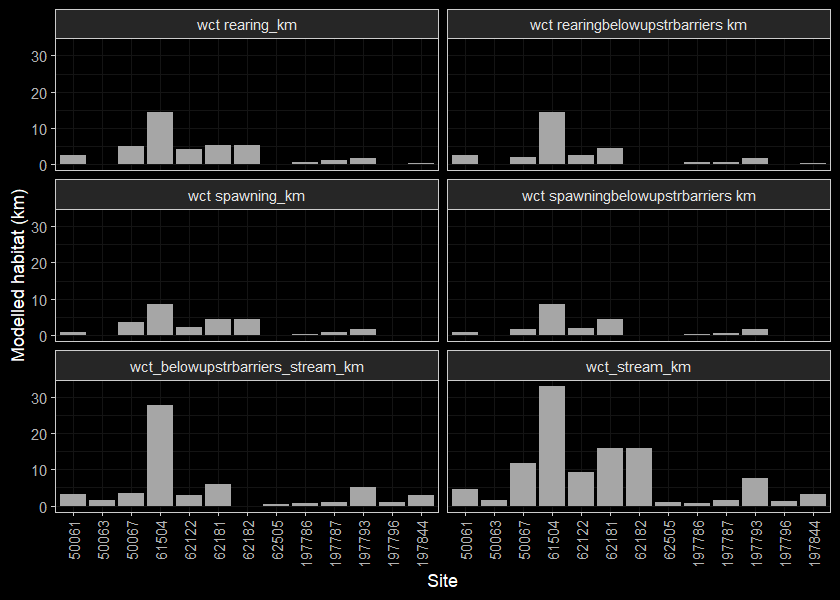 wct rearing_km
wct rearingbelowupstrbarriers km
30
20
10
0
wct spawning_km
wct spawningbelowupstrbarriers km
30
20
10
0
wct_belowupstrbarriers_stream_km
wct_stream_km
30
20
10
0
Modelled habitat (km)
50061 50063 50067 61504 62122 62181 62182 62505 197786 197787 197793 197796 197844
50061 50063 50067 61504 62122 62181 62182 62505 197786 197787 197793 197796 197844
Site